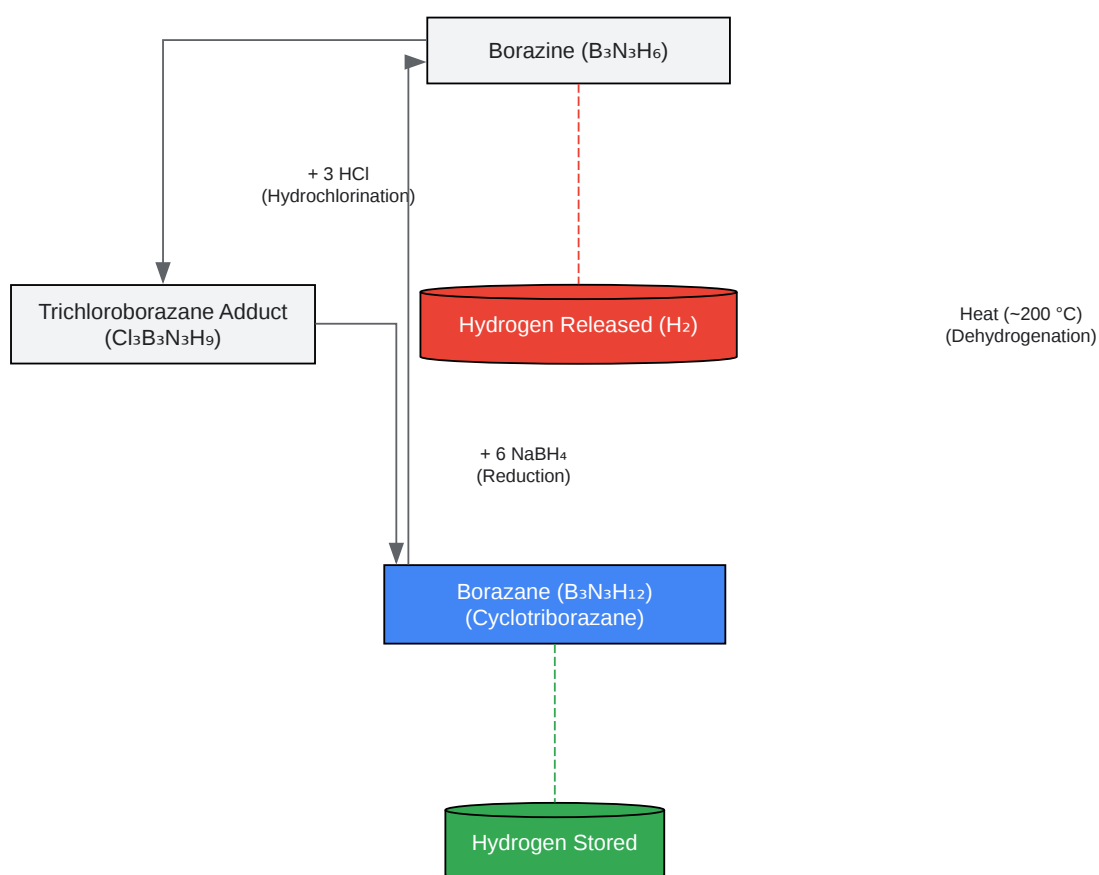 Borazine (B₃N₃H₆)
+ 3 HCl
(Hydrochlorination)
Trichloroborazane Adduct
(Cl₃B₃N₃H₉)
Hydrogen Released (H₂)
Heat (~200 °C)
(Dehydrogenation)
+ 6 NaBH₄
(Reduction)
Borazane (B₃N₃H₁₂)
(Cyclotriborazane)
Hydrogen Stored